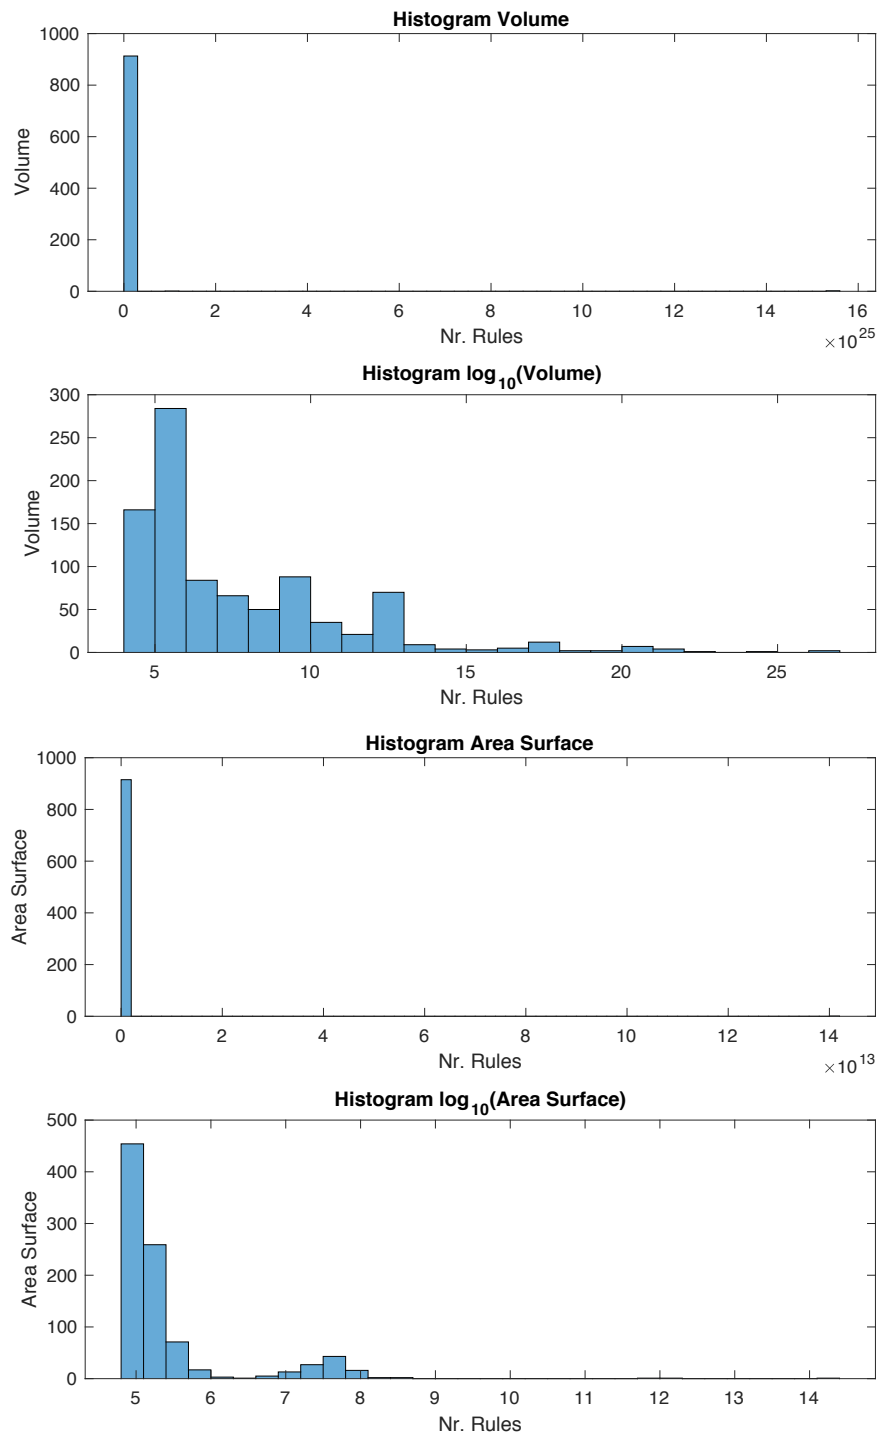 Histogram Volume
1000
800
600
400
200
0
Volume
0 2 4 6 8 10 12 14 16
Nr. Rules
×10^25
Histogram log_10(Volume)
300
250
200
150
100
50
0
Volume
5 10 15 20 25
Nr. Rules
Histogram Area Surface
1000
800
600
400
200
0
Area Surface
0 2 4 6 8 10 12 14
Nr. Rules
×10^13
Histogram log_10(Area Surface)
500
400
300
200
100
0
Area Surface
5 6 7 8 9 10 11 12 13 14
Nr. Rules